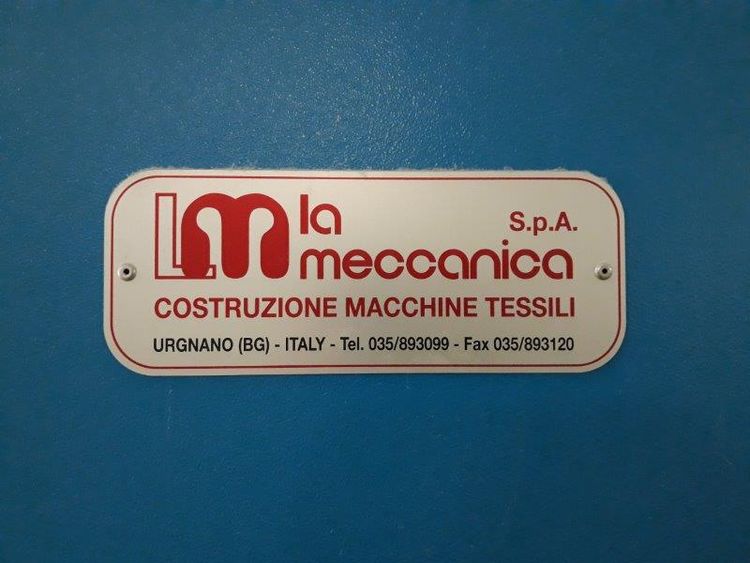 LM la
S.p.A.
meccanica
COSTRUZIONE MACCHINE TESSILI
URGNANO (BG) - ITALY - Tel. 035/893099 - Fax 035/893120